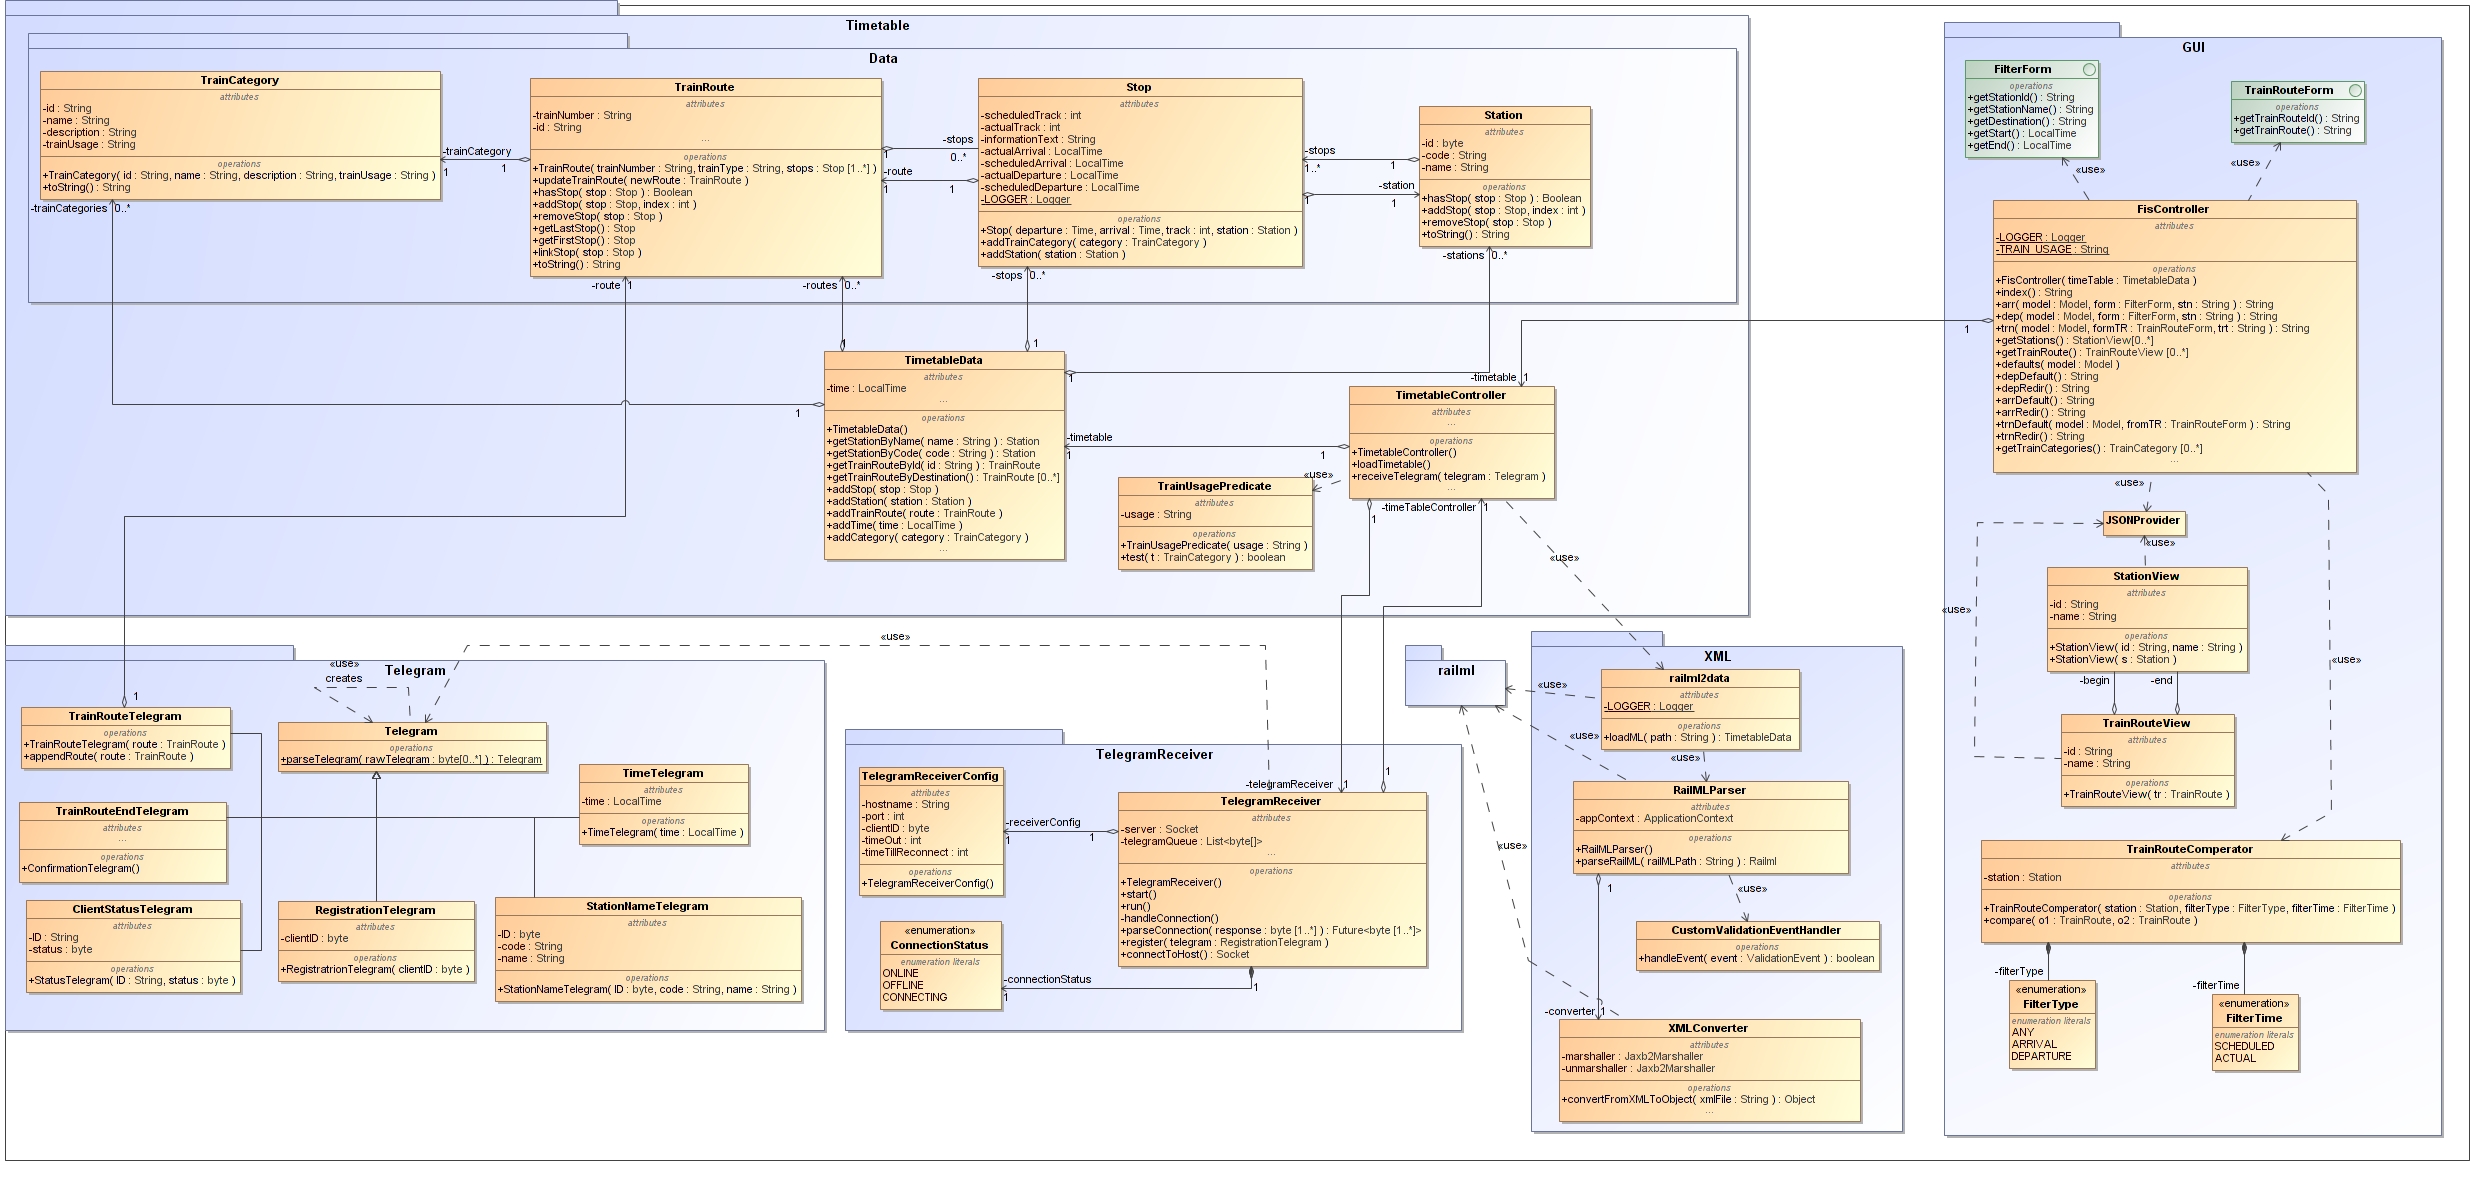 Timetable
Data
TrainCategory
attributes
-id : String
-name : String
-description : String
-trainUsage : String
operations
+TrainCategory( id : String, name : String, description : String, trainUsage : String )
+toString() : String
-trainCategories 0..*
-trainCategory
1
1
TrainRoute
attributes
-trainNumber : String
-id : String
...
operations
+TrainRoute( trainNumber : String, trainType : String, stops : Stop [1..*] )
+updateTrainRoute( newRoute : TrainRoute )
+hasStop( stop : Stop ) : Boolean
+addStop( stop : Stop, index : int )
+removeStop( stop : Stop )
+getLastStop() : Stop
+getFirstStop() : Stop
+linkStop( stop : Stop )
+toString() : String
-route 1
-routes 0..*
-stops
1
0..*
-route
1
1
Stop
attributes
-scheduledTrack : int
-actualTrack : int
-informationText : String
-actualArrival : LocalTime
-scheduledArrival : LocalTime
-actualDeparture : LocalTime
-scheduledDeparture : LocalTime
-LOGGER : Logger
operations
+Stop( departure : Time, arrival : Time, track : int, station : Station )
+addTrainCategory( category : TrainCategory )
+addStation( station : Station )
-stops 0..*
-stops
1..*
1
-station
1
1
Station
attributes
-id : byte
-code : String
-name : String
operations
+hasStop( stop : Stop ) : Boolean
+addStop( stop : Stop, index : int )
+removeStop( stop : Stop )
+toString() : String
-stations 0..*
TimetableData
attributes
-time : LocalTime
...
operations
+TimetableData()
+getStationByName( name : String ) : Station
+getStationByCode( code : String ) : Station
+getTrainRouteById( id : String ) : TrainRoute
+getTrainRouteByDestination() : TrainRoute [0..*]
+addStop( stop : Stop )
+addStation( station : Station )
+addTrainRoute( route : TrainRoute )
+addTime( time : LocalTime )
+addCategory( category : TrainCategory )
...
1
1
1
1
-timetable
1
1
TimetableController
attributes
...
operations
+TimetableController()
+loadTimetable()
+receiveTelegram( telegram : Telegram )
...
-timetable 1
1
-timeTableController 1
1
«use»
«use»
TrainUsagePredicate
attributes
-usage : String
operations
+TrainUsagePredicate( usage : String )
+test( t : TrainCategory ) : boolean
GUI
FilterForm
operations
+getStationId() : String
+getStationName() : String
+getDestination() : String
+getStart() : LocalTime
+getEnd() : LocalTime
TrainRouteForm
operations
+getTrainRouteId() : String
+getTrainRoute() : String
«use»
«use»
FisController
attributes
-LOGGER : Logger
-TRAIN_USAGE : String
operations
+FisController( timeTable : TimetableData )
+index() : String
+arr( model : Model, form : FilterForm, stn : String ) : String
+dep( model : Model, form : FilterForm, stn : String ) : String
+trn( model : Model, formTR : TrainRouteForm, trt : String ) : String
+getStations() : StationView[0..*]
+getTrainRoute() : TrainRouteView [0..*]
+defaults( model : Model )
+depDefault() : String
+depRedir() : String
+arrDefault() : String
+arrRedir() : String
+trnDefault( model : Model, fromTR : TrainRouteForm ) : String
+trnRedir() : String
+getTrainCategories() : TrainCategory [0..*]
...
«use»
JSONProvider
«use»
StationView
attributes
-id : String
-name : String
operations
+StationView( id : String, name : String )
+StationView( s : Station )
«use»
«use»
-begin
-end
TrainRouteView
attributes
-id : String
-name : String
operations
+TrainRouteView( tr : TrainRoute )
TrainRouteComperator
attributes
-station : Station
operations
+TrainRouteComperator( station : Station, filterType : FilterType, filterTime : FilterTime )
+compare( o1 : TrainRoute, o2 : TrainRoute )
-filterType
-filterTime
«enumeration»
FilterType
enumeration literals
ANY
ARRIVAL
DEPARTURE
«enumeration»
FilterTime
enumeration literals
SCHEDULED
ACTUAL
Telegram
«use»
«use»
creates
1
TrainRouteTelegram
operations
+TrainRouteTelegram( route : TrainRoute )
+appendRoute( route : TrainRoute )
Telegram
operations
+parseTelegram( rawTelegram : byte[0..*] ) : Telegram
TimeTelegram
attributes
-time : LocalTime
operations
+TimeTelegram( time : LocalTime )
TrainRouteEndTelegram
attributes
...
operations
+ConfirmationTelegram()
ClientStatusTelegram
attributes
-ID : String
-status : byte
operations
+StatusTelegram( ID : String, status : byte )
RegistrationTelegram
attributes
-clientID : byte
operations
+RegistrartionTelegram( clientID : byte )
StationNameTelegram
attributes
-ID : byte
-code : String
-name : String
operations
+StationNameTelegram( ID : byte, code : String, name : String )
TelegramReceiver
TelegramReceiverConfig
attributes
-hostname : String
-port : int
-clientID : byte
-timeOut : int
-timeTillReconnect : int
operations
+TelegramReceiverConfig()
-receiverConfig
1
1
-telegramReceiver 1
1
TelegramReceiver
attributes
-server : Socket
-telegramQueue : List<byte[]>
...
operations
+TelegramReceiver()
+start()
+run()
-handleConnection()
+parseConnection( response : byte [1..*] ) : Future<byte [1..*]>
+register( telegram : RegistrationTelegram )
+connectToHost() : Socket
«enumeration»
ConnectionStatus
enumeration literals
ONLINE
OFFLINE
CONNECTING
-connectionStatus
1
1
railml
XML
«use»
«use»
«use»
«use»
«use»
railml2data
-LOGGER : Logger
operations
+loadML( path : String ) : TimetableData
RailMLParser
attributes
-appContext : ApplicationContext
operations
+RailMLParser()
+parseRailML( railMLPath : String ) : Railml
1
CustomValidationEventHandler
operations
+handleEvent( event : ValidationEvent ) : boolean
-converter 1
XMLConverter
attributes
-marshaller : Jaxb2Marshaller
-unmarshaller : Jaxb2Marshaller
operations
+convertFromXMLToObject( xmlFile : String ) : Object
...